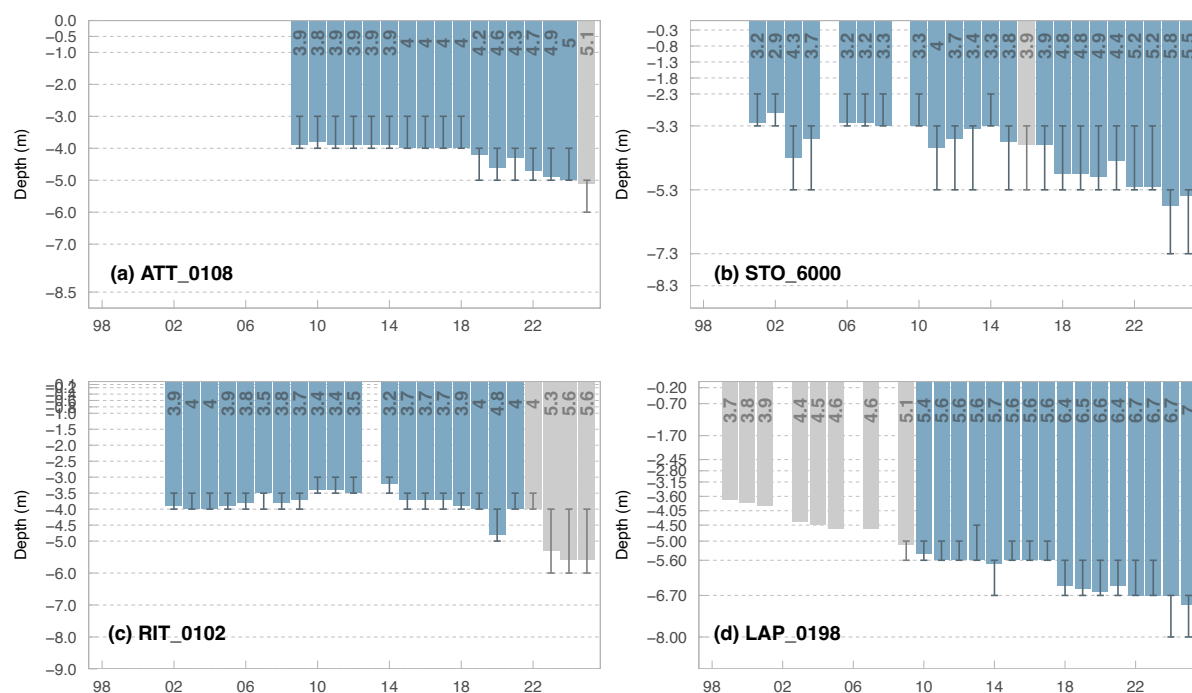 0.0
−0.5
−1.0
−2.0
−3.0
−4.0
−5.0
−6.0
−7.0
−8.5
Depth (m)
3.9 3.8 3.9 3.9 3.9 3.9 4 4 4 4 4.2 4.6 4.3 4.7 4.9 5 5.1
(a) ATT_0108
98 02 06 10 14 18 22
−0.3
−0.8
−1.3
−1.8
−2.3
−3.3
−5.3
−7.3
−8.3
Depth (m)
3.2 2.9 4.3 3.7 3.2 3.2 3.3 3.3 4 3.7 3.4 3.3 3.8 3.9 3.9 4.8 4.8 4.9 4.4 5.2 5.2 5.8 5.5
(b) STO_6000
98 02 06 10 14 18 22
−1.0
−1.5
−2.0
−2.5
−3.0
−3.5
−4.0
−4.5
−5.0
−6.0
−7.0
−8.0
−9.0
Depth (m)
3.9 4 4 3.9 3.8 3.5 3.8 3.7 3.4 3.4 3.5 3.2 3.7 3.7 3.7 3.9 4 4.8 4 4 5.3 5.6 5.6
(c) RIT_0102
98 02 06 10 14 18 22
−0.20
−0.70
−1.70
−2.45
−2.80
−3.15
−3.60
−4.05
−4.50
−5.00
−5.60
−6.70
−8.00
Depth (m)
3.7 3.8 3.9 4.4 4.5 4.6 4.6 5.1 5.4 5.6 5.6 5.6 5.7 5.6 5.6 5.6 6.4 6.5 6.6 6.4 6.7 6.7 6.7 7
(d) LAP_0198
98 02 06 10 14 18 22